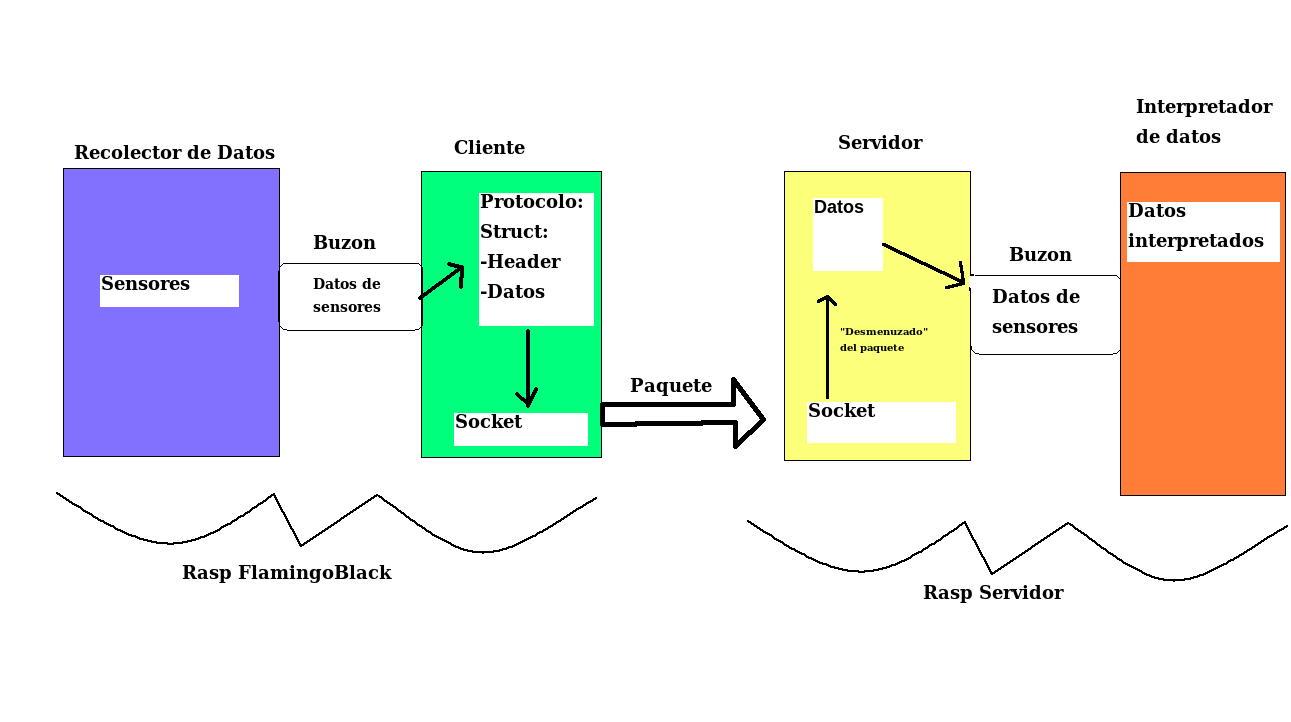 Recolector de Datos
Sensores
Buzon
Datos de
sensores
Cliente
Protocolo:
Struct:
-Header
-Datos
Socket
Paquete
Servidor
Datos
"Desmenuzado"
del paquete
Socket
Buzon
Datos de
sensores
Interpretador
de datos
Datos
interpretados
Rasp FlamingoBlack
Rasp Servidor